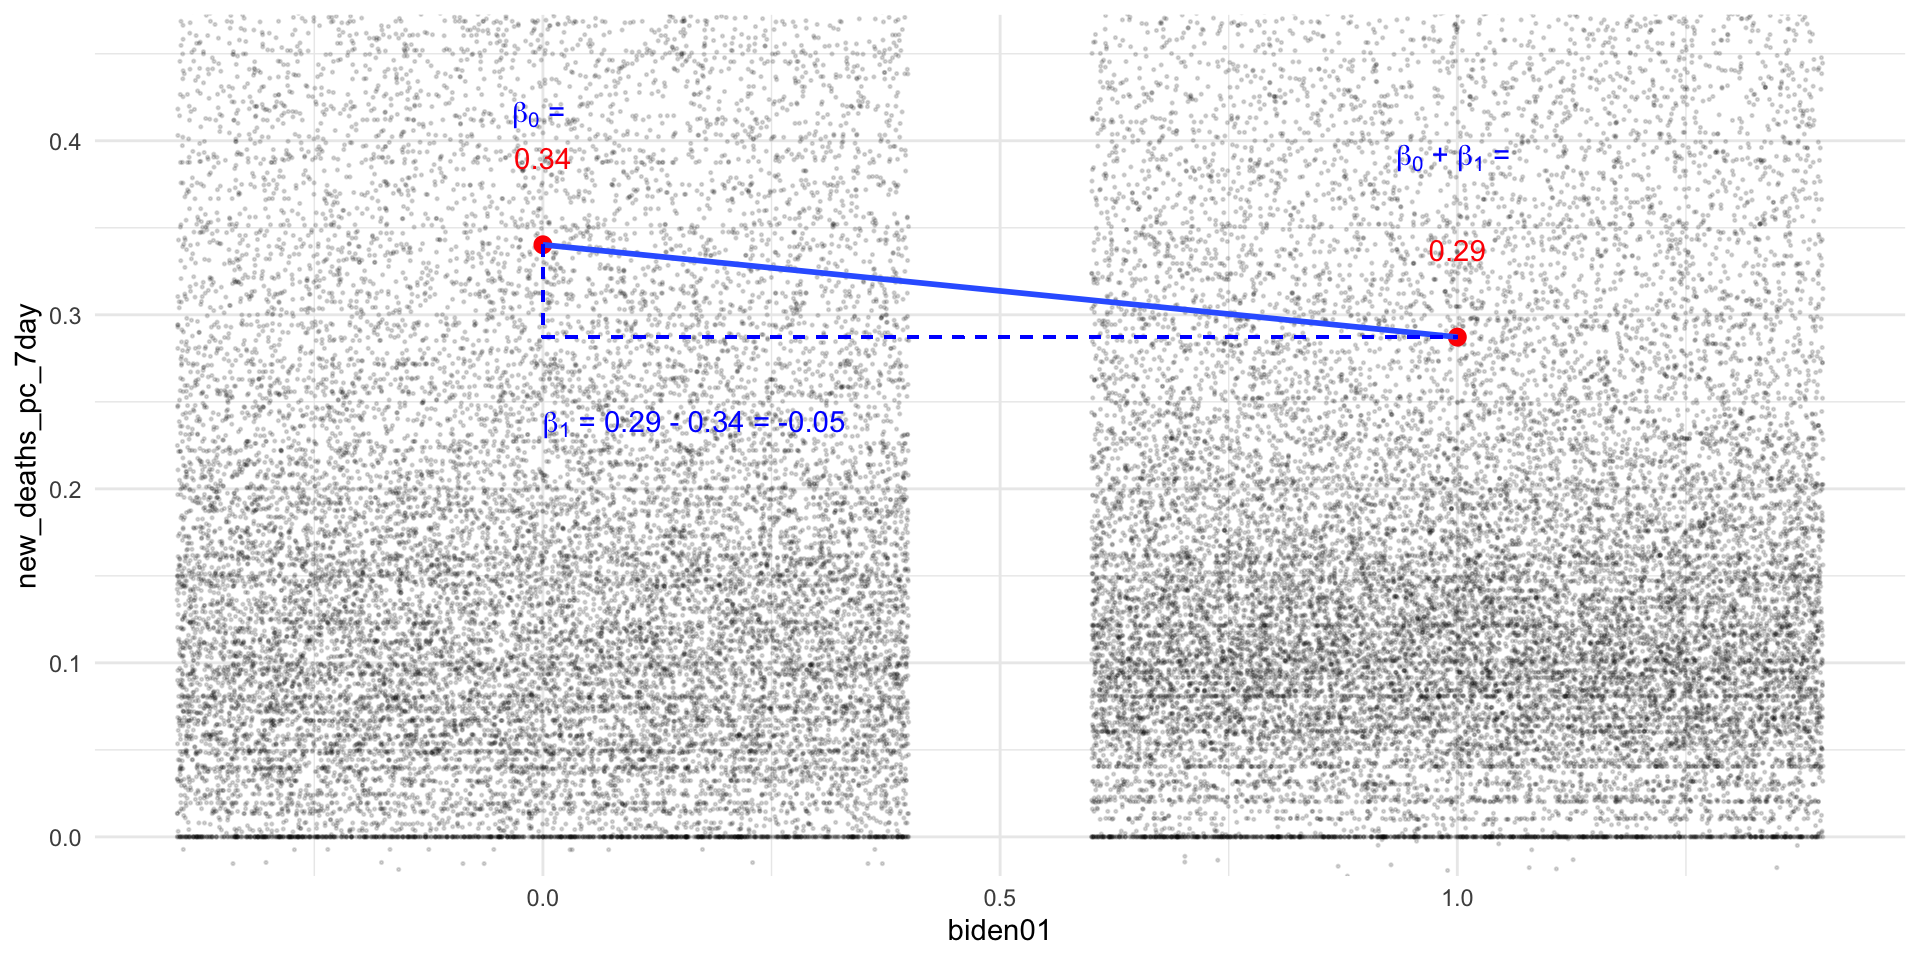 β₀ =
0.34
β₀ + β₁ =
0.29
β₁ = 0.29 - 0.34 = -0.05
new_deaths_pc_7day
0.4
0.3
0.2
0.1
0.0
0.0 0.5 1.0
biden01